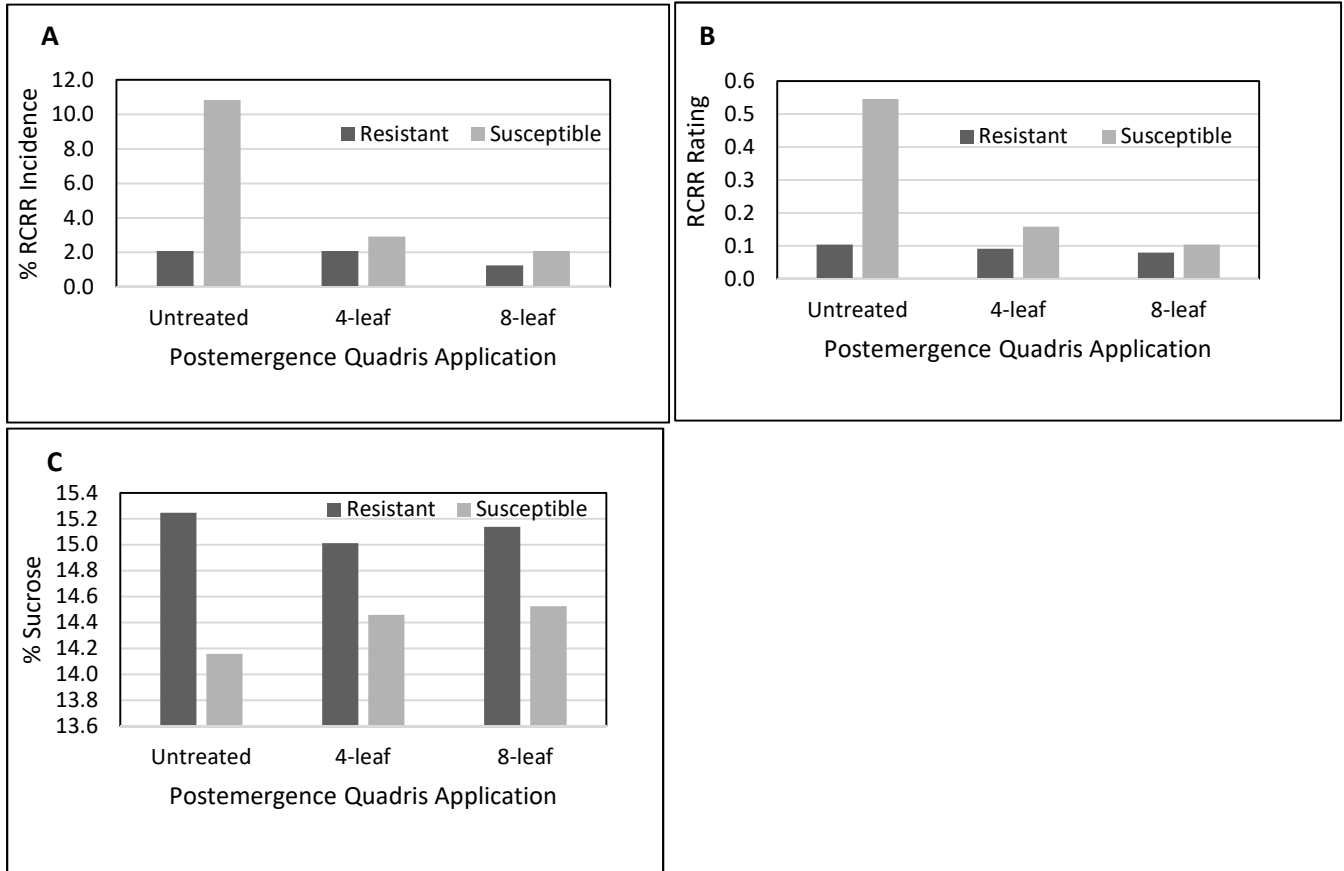 A
% RCRR Incidence
12.0
10.0
8.0
6.0
4.0
2.0
0.0
Resistant Susceptible
Untreated 4-leaf 8-leaf
Postemergence Quadris Application
B
RCRR Rating
0.6
0.5
0.4
0.3
0.2
0.1
0.0
Resistant Susceptible
Untreated 4-leaf 8-leaf
Postemergence Quadris Application
C
% Sucrose
15.4
15.2
15.0
14.8
14.6
14.4
14.2
14.0
13.8
13.6
Resistant Susceptible
Untreated 4-leaf 8-leaf
Postemergence Quadris Application